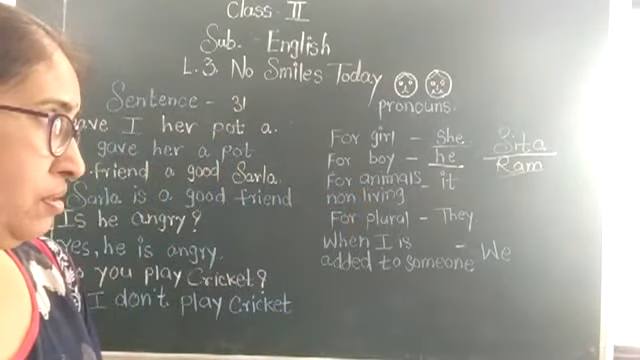 Class - II
Sub. - English
L. 3. No Smiles Today
Sentence - 31
ave I her pot a.
gave her a pot
friend a good Sarla.
Sarla is a good friend
Is he angry?
yes, he is angry.
you play Cricket?
I don't play Cricket
pronouns.
For girl - she
For boy - he
Sita
Ram
For animals - it
non living
For plural - They
When I is
added to someone - We